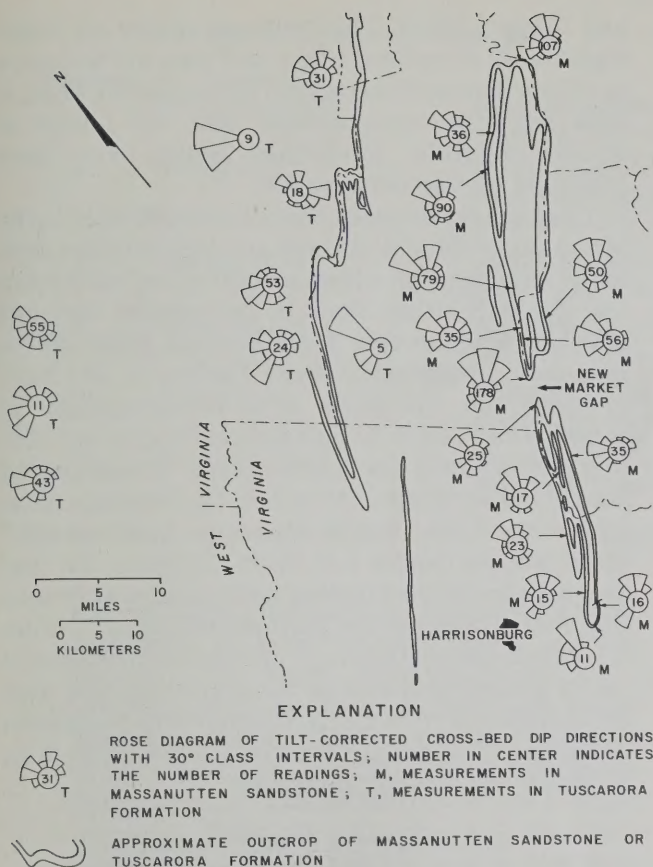 107
M
31
T
N
9
T
36
M
18
T
90
M
53
T
79
M
50
M
55
T
24
T
5
T
35
M
56
M
178
M
NEW
MARKET
GAP
11
T
25
M
35
M
43
T
17
M
VIRGINIA
WEST
VIRGINIA
23
M
10 5 0 10
MILES
15
M
16
M
10 5 0 10
KILOMETERS
HARRISONBURG
11
M
EXPLANATION
31
T
ROSE DIAGRAM OF TILT-CORRECTED CROSS-BED DIP DIRECTIONS
WITH 30° CLASS INTERVALS; NUMBER IN CENTER INDICATES
THE NUMBER OF READINGS; M, MEASUREMENTS IN
MASSANUTTEN SANDSTONE; T, MEASUREMENTS IN TUSCARORA
FORMATION
APPROXIMATE OUTCROP OF MASSANUTTEN SANDSTONE OR
TUSCARORA FORMATION